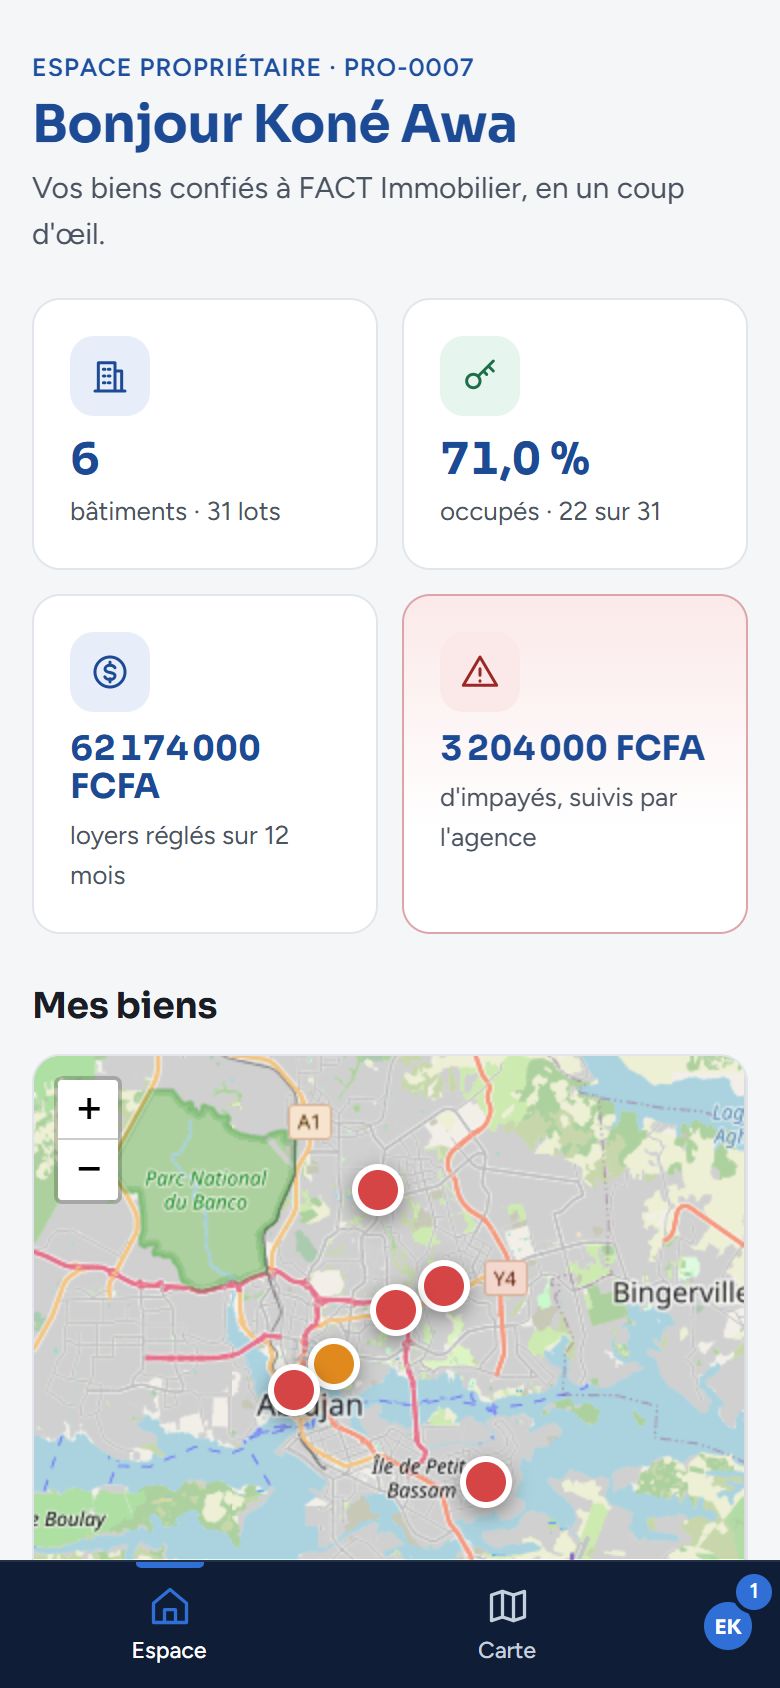 ESPACE PROPRIÉTAIRE · PRO-0007
Bonjour Koné Awa
Vos biens confiés à FACT Immobilier, en un coup
d'œil.
6
bâtiments · 31 lots
71,0 %
occupés · 22 sur 31
62 174 000
FCFA
loyers réglés sur 12
mois
3 204 000 FCFA
d'impayés, suivis par
l'agence
Mes biens
+
−
A1
Parc National
du Banco
Y4
Bingerville
Île de Petit
Bassam
Boulay
Espace
Carte
EK
1